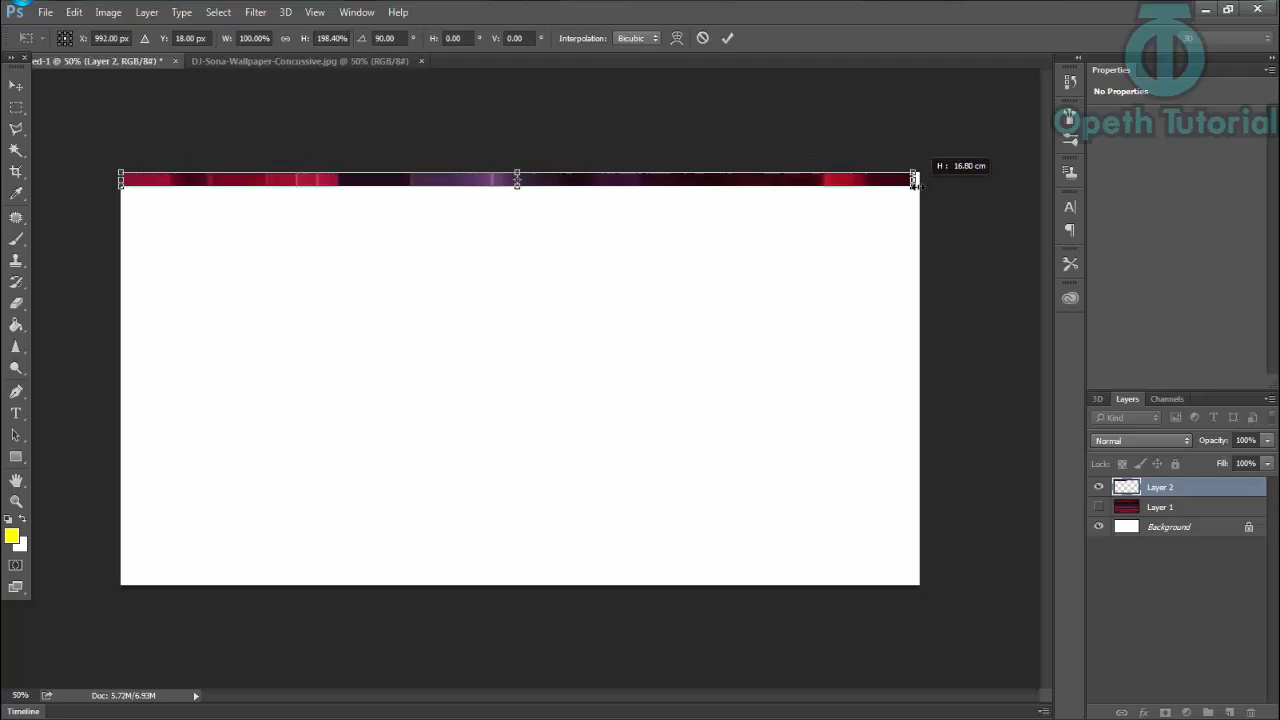 Ps File Edit Image Layer Type Select Filter 3D View Window Help
X: 992.00 px Y: 18.00 px W: 100.00% H: 198.40% 90.00 ° H: 0.00 ° V: 0.00 ° Interpolation: Bicubic 3D
ed-1 @ 50% (Layer 2, RGB/8#) * × DJ-Sona-Wallpaper-Concussive.jpg @ 50% (RGB/8#) ×
Properties
No Properties
Opeth Tutorial
H : 16.80 cm
3D Layers Channels
Kind
Normal Opacity: 100%
Lock: Fill: 100%
Layer 2
Layer 1
Background
50% Doc: 5.72M/6.93M
Timeline